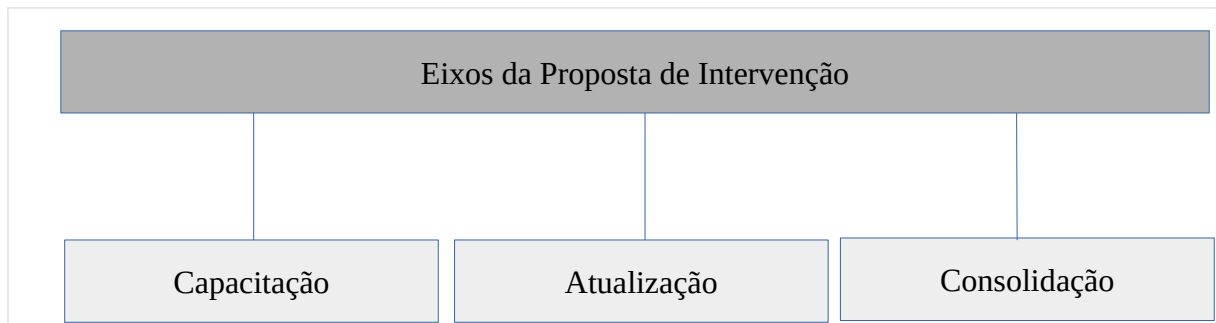 Eixos da Proposta de Intervenção
Capacitação
Atualização
Consolidação